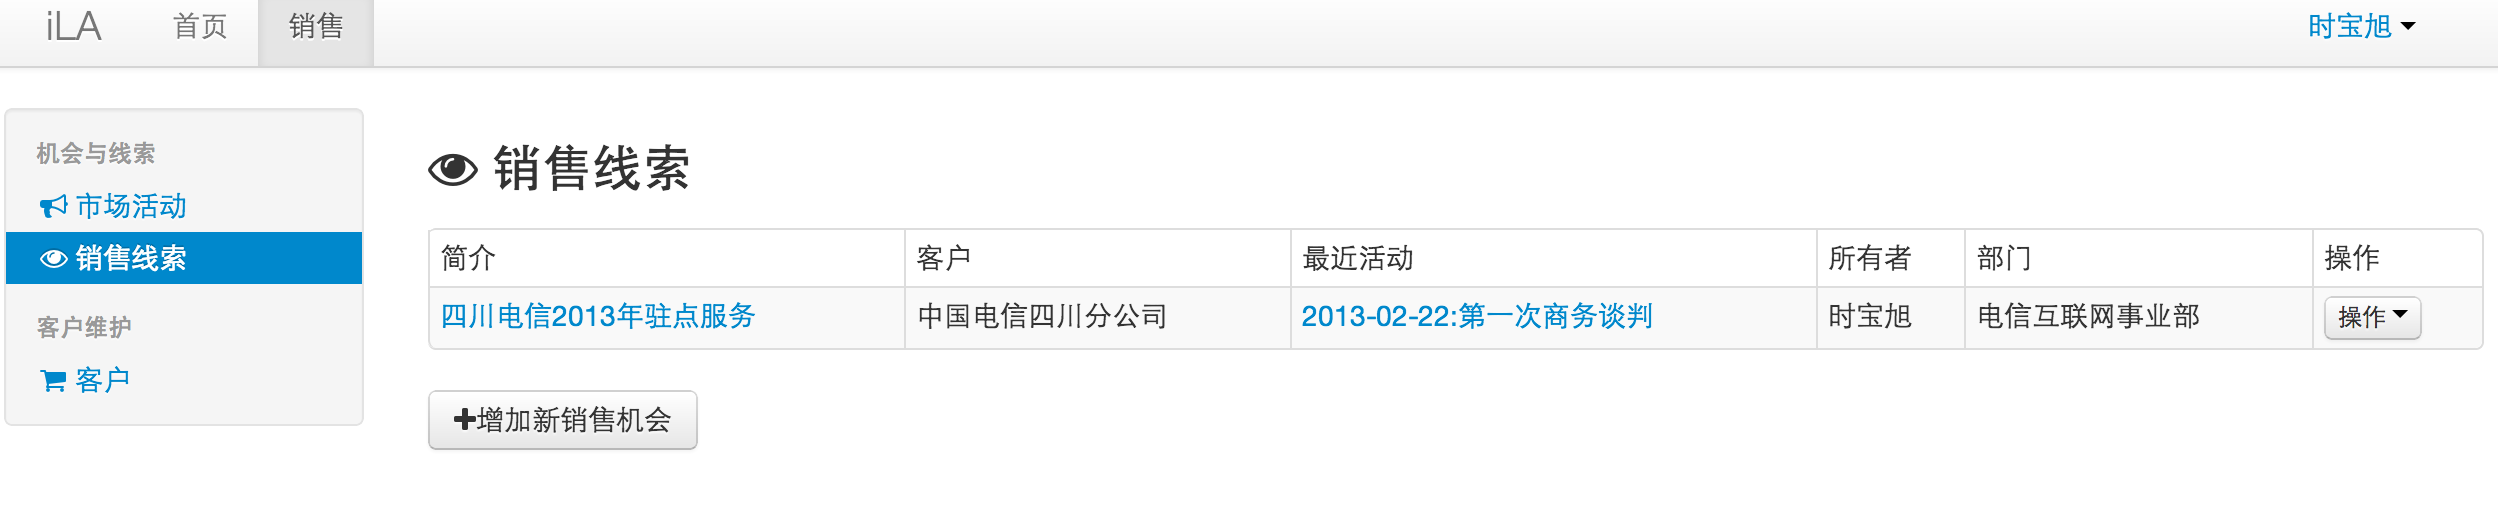 iLA 首页 销售 时宝旭
机会与线索
市场活动
销售线索
客户维护
客户
销售线索
简介 客户 最近活动 所有者 部门 操作
四川电信2013年驻点服务 中国电信四川分公司 2013-02-22:第一次商务谈判 时宝旭 电信互联网事业部 操作
增加新销售机会